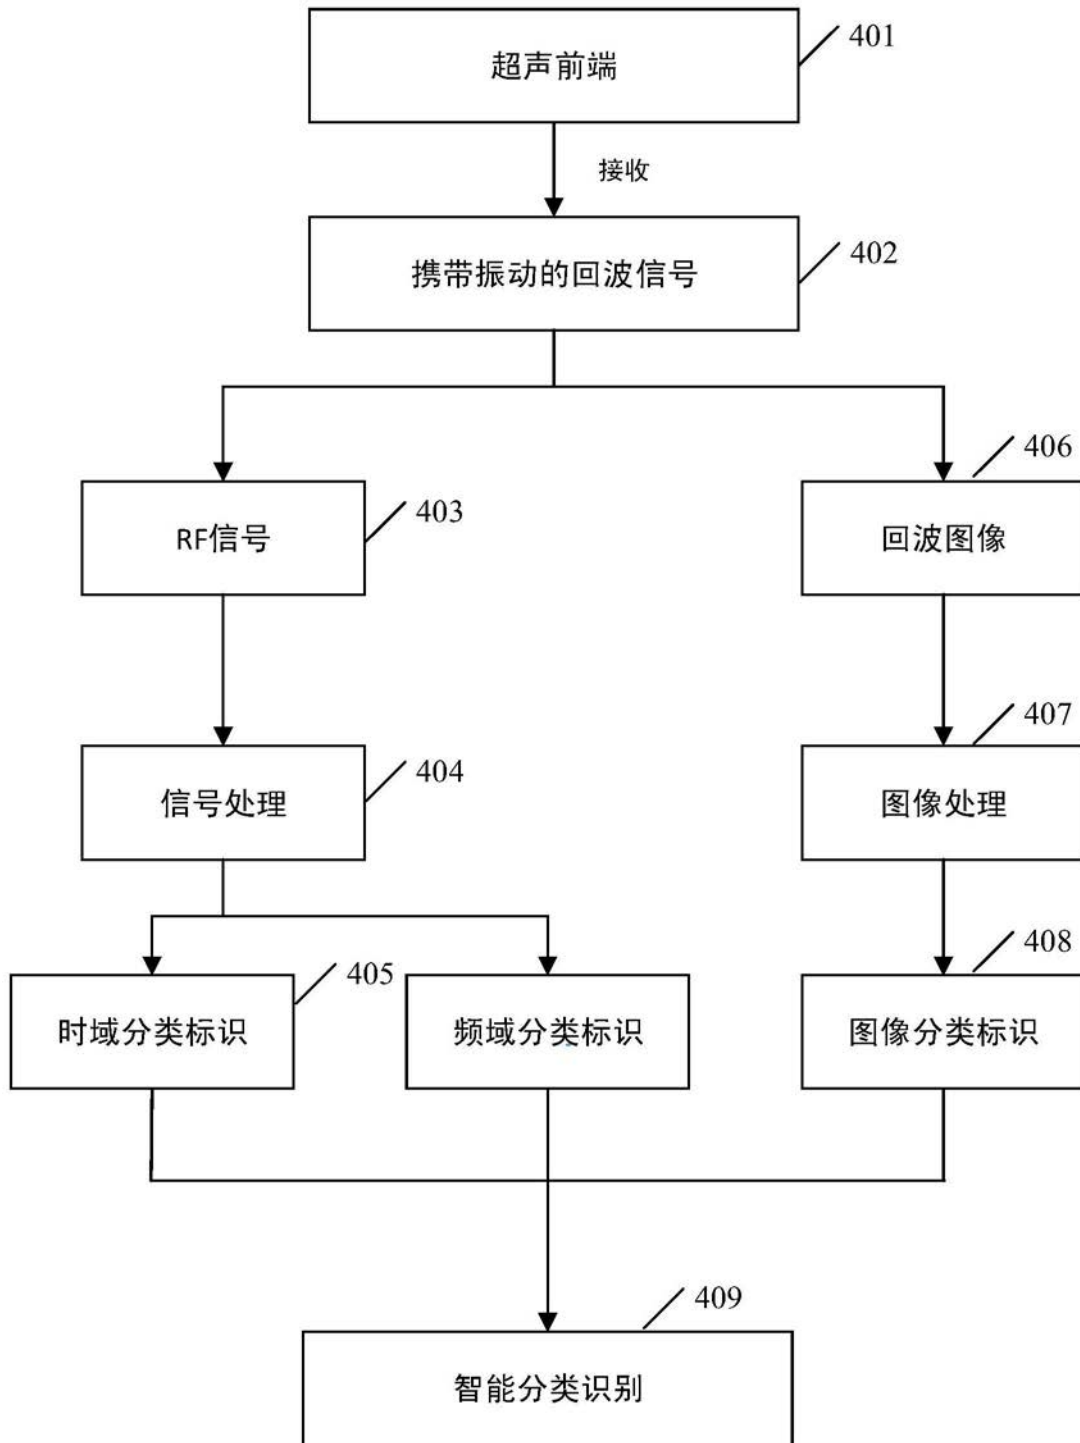 超声前端
401
接收
携带振动的回波信号
402
RF信号
403
回波图像
406
信号处理
404
图像处理
407
时域分类标识
405
频域分类标识
图像分类标识
408
智能分类识别
409